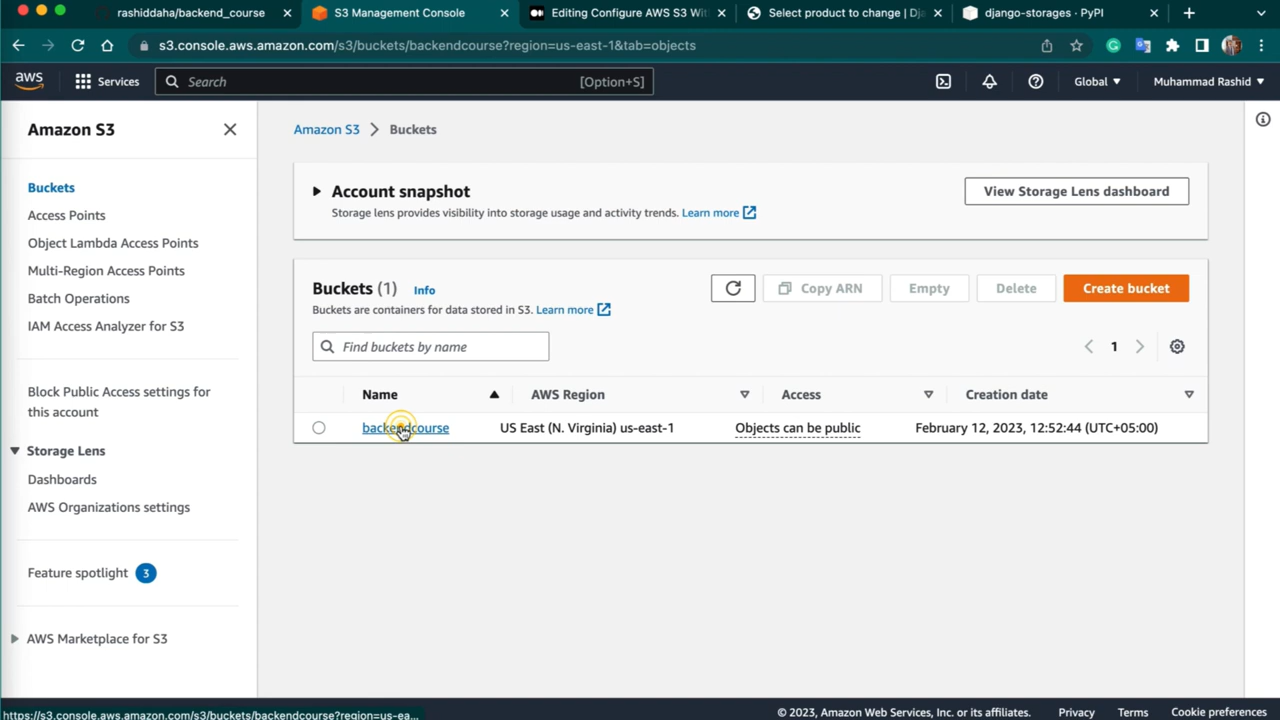 rashiddaha/backend_course
S3 Management Console
Editing Configure AWS S3 With
Select product to change | Dja
django-storages · PyPI
s3.console.aws.amazon.com/s3/buckets/backendcourse?region=us-east-1&tab=objects
aws
Services
Search
[Option+S]
Global
Muhammad Rashid
Amazon S3
Buckets
Access Points
Object Lambda Access Points
Multi-Region Access Points
Batch Operations
IAM Access Analyzer for S3
Block Public Access settings for
this account
Storage Lens
Dashboards
AWS Organizations settings
Feature spotlight 3
AWS Marketplace for S3
Amazon S3 > Buckets
Account snapshot
Storage lens provides visibility into storage usage and activity trends. Learn more
View Storage Lens dashboard
Buckets (1) Info
Buckets are containers for data stored in S3. Learn more
Copy ARN
Empty
Delete
Create bucket
Find buckets by name
1
Name AWS Region Access Creation date
backendcourse US East (N. Virginia) us-east-1 Objects can be public February 12, 2023, 12:52:44 (UTC+05:00)
https://s3.console.aws.amazon.com/s3/buckets/backendcourse?region=us-ea...
© 2023, Amazon Web Services, Inc. or its affiliates. Privacy Terms Cookie preferences